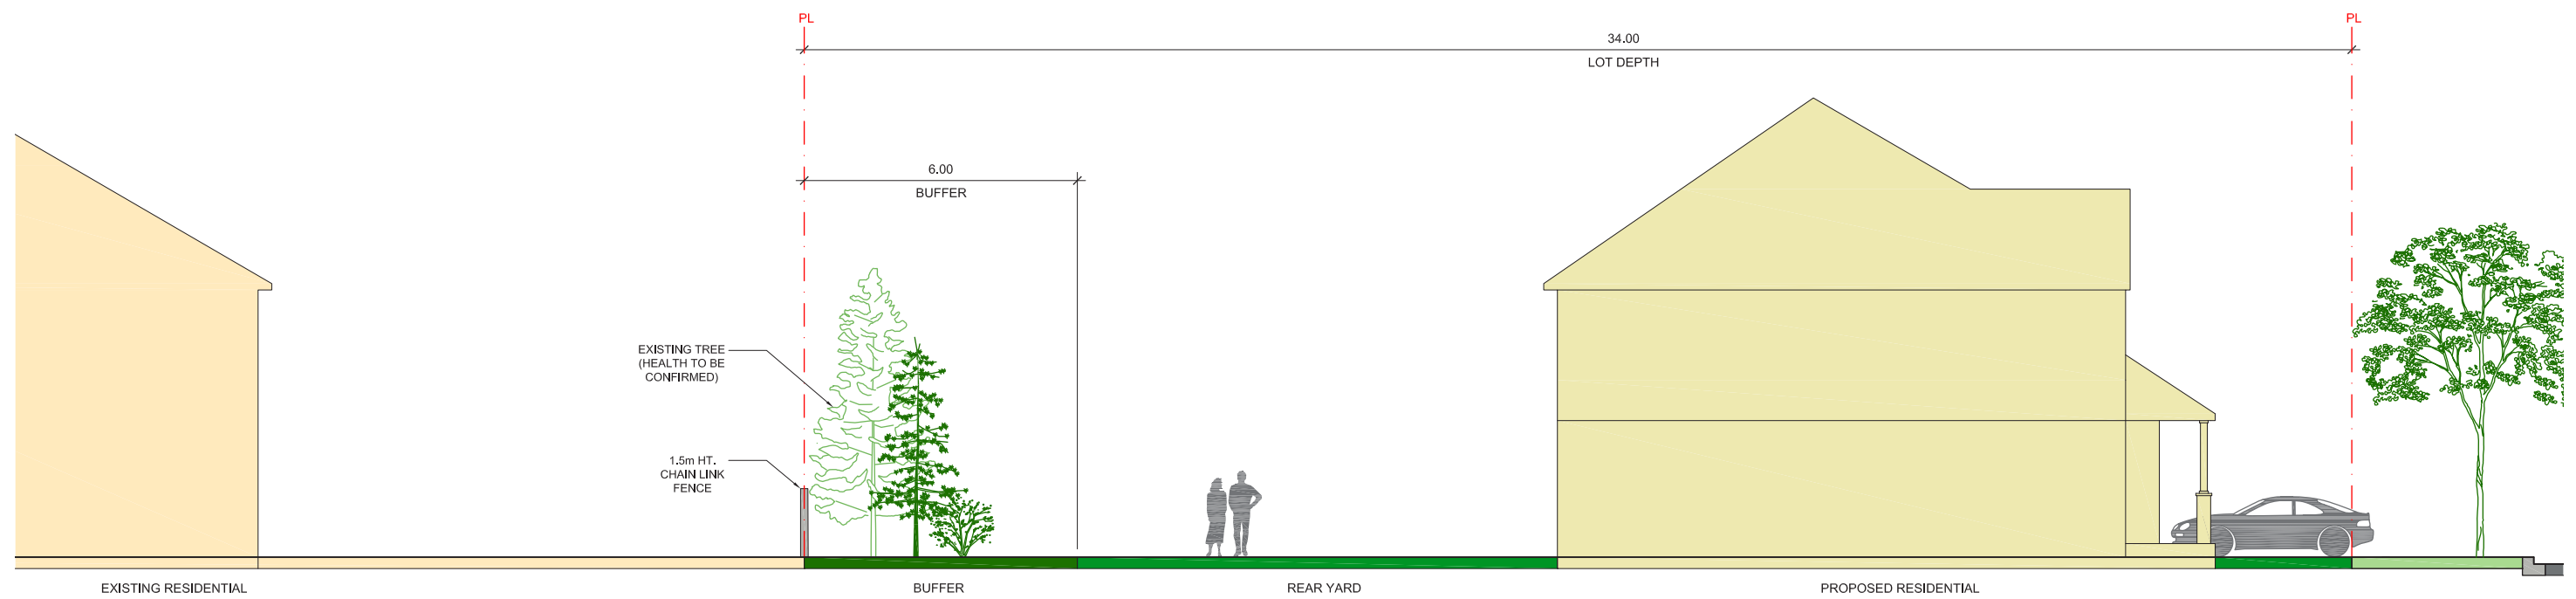 PL
PL
34.00
LOT DEPTH
6.00
BUFFER
EXISTING TREE
(HEALTH TO BE
CONFIRMED)
1.5m HT.
CHAIN LINK
FENCE
EXISTING RESIDENTIAL
BUFFER
REAR YARD
PROPOSED RESIDENTIAL